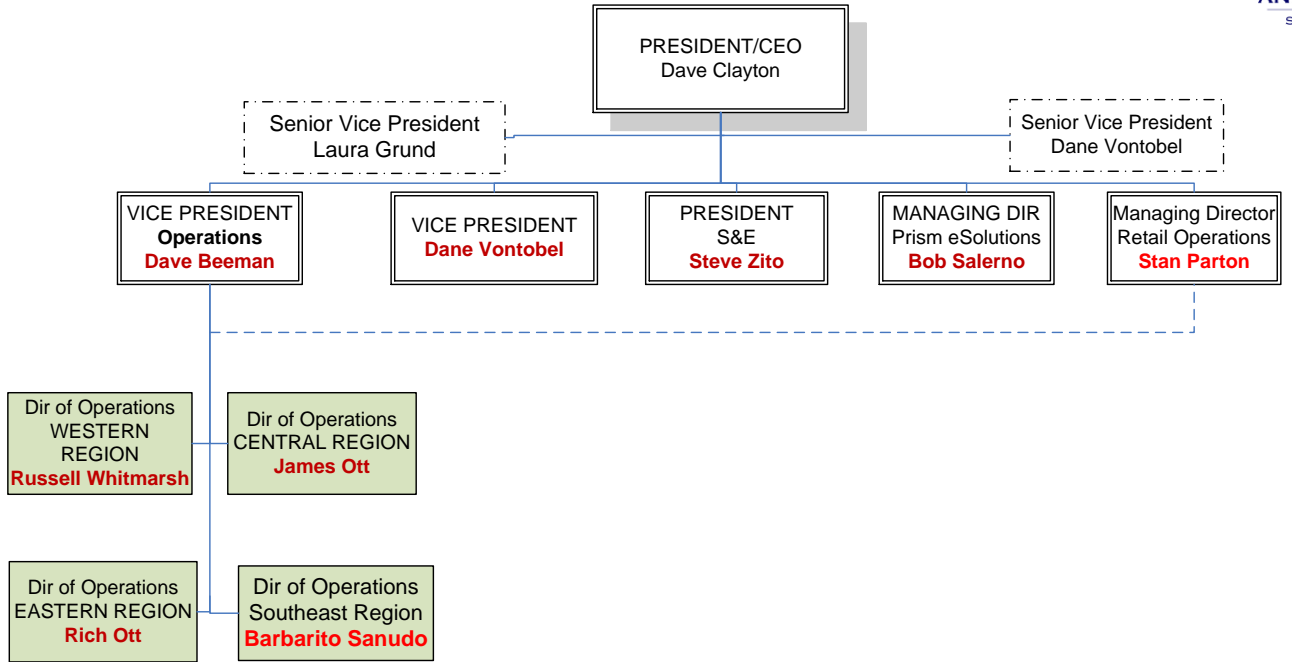 PRESIDENT/CEO
Dave Clayton
Senior Vice President
Laura Grund
Senior Vice President
Dane Vontobel
VICE PRESIDENT
Operations
Dave Beeman
VICE PRESIDENT
Dane Vontobel
PRESIDENT
S&E
Steve Zito
MANAGING DIR
Prism eSolutions
Bob Salerno
Managing Director
Retail Operations
Stan Parton
Dir of Operations
WESTERN
REGION
Russell Whitmarsh
Dir of Operations
CENTRAL REGION
James Ott
Dir of Operations
EASTERN REGION
Rich Ott
Dir of Operations
Southeast Region
Barbarito Sanudo